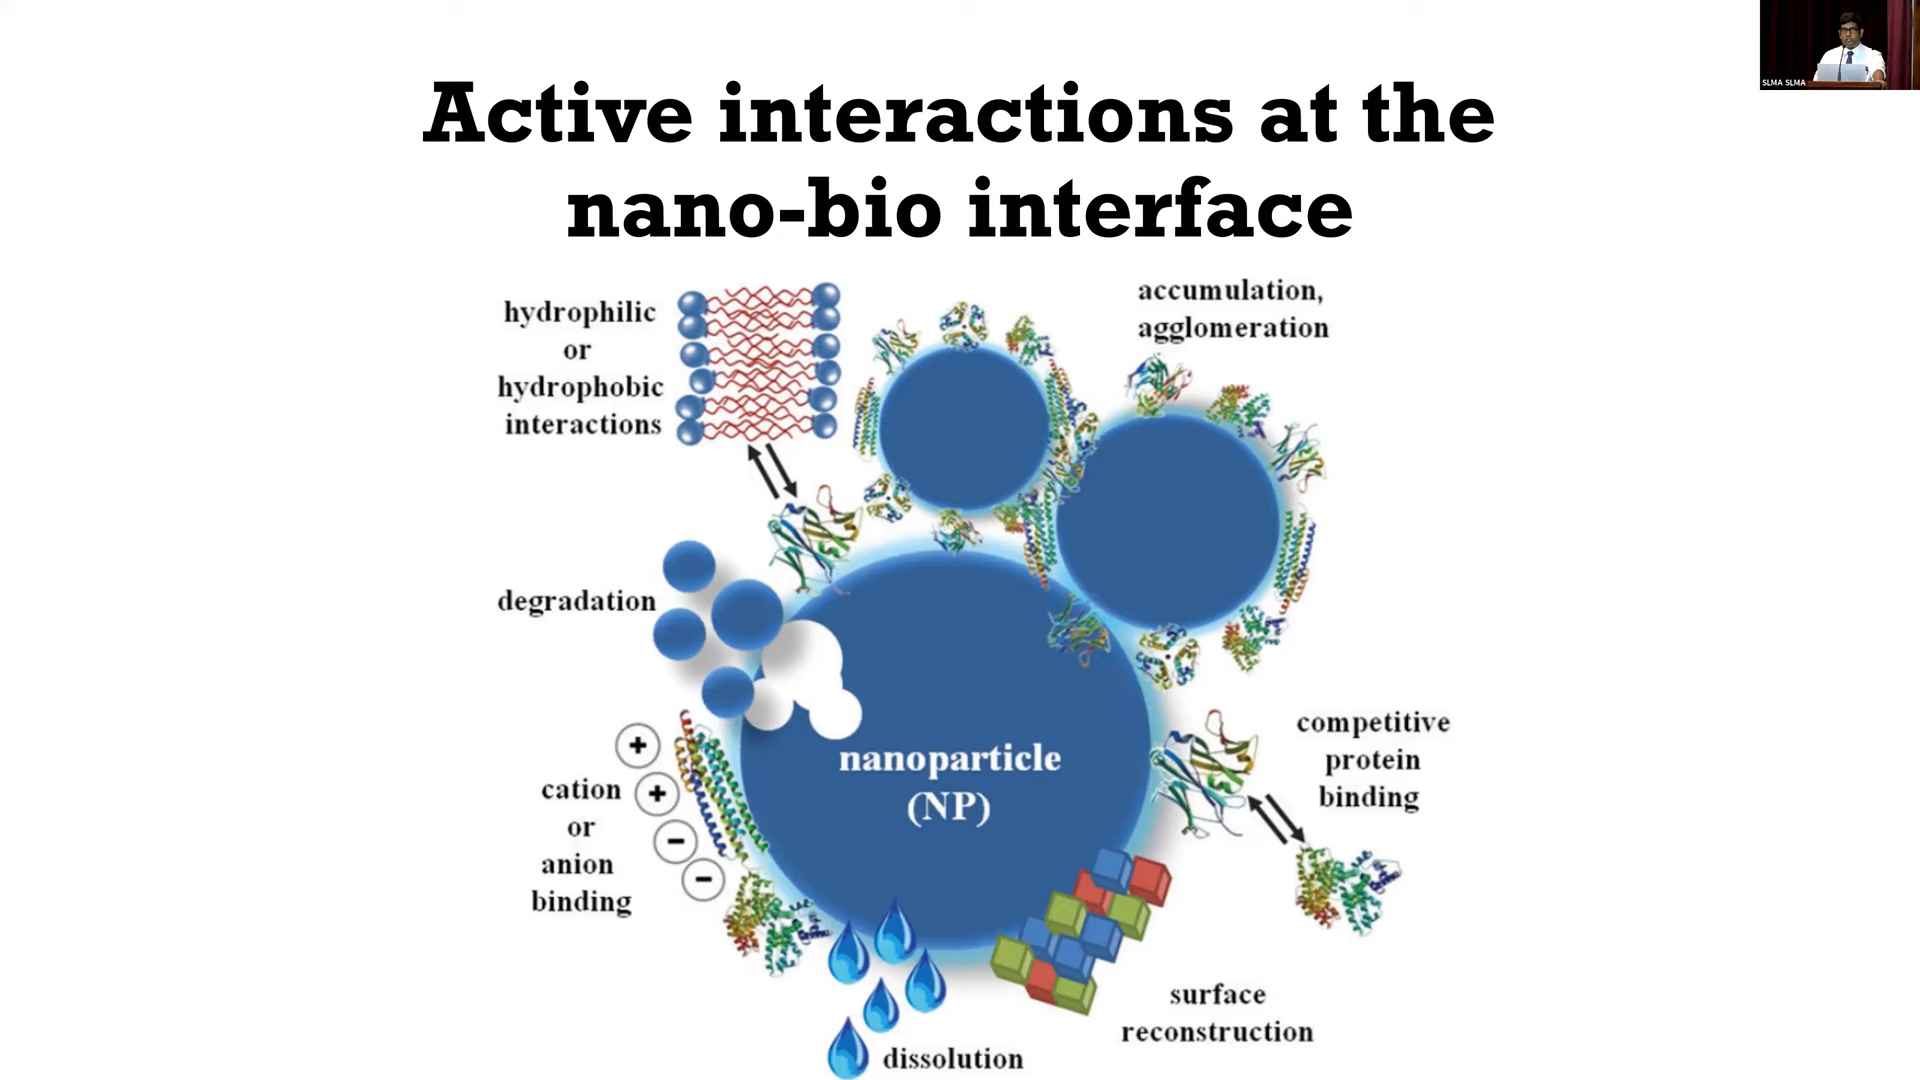 SLMA SLMA
Active interactions at the
nano-bio interface
hydrophilic
or
hydrophobic
interactions
accumulation,
agglomeration
degradation
cation
or
anion
binding
+
+
−
−
nanoparticle
(NP)
competitive
protein
binding
surface
reconstruction
dissolution